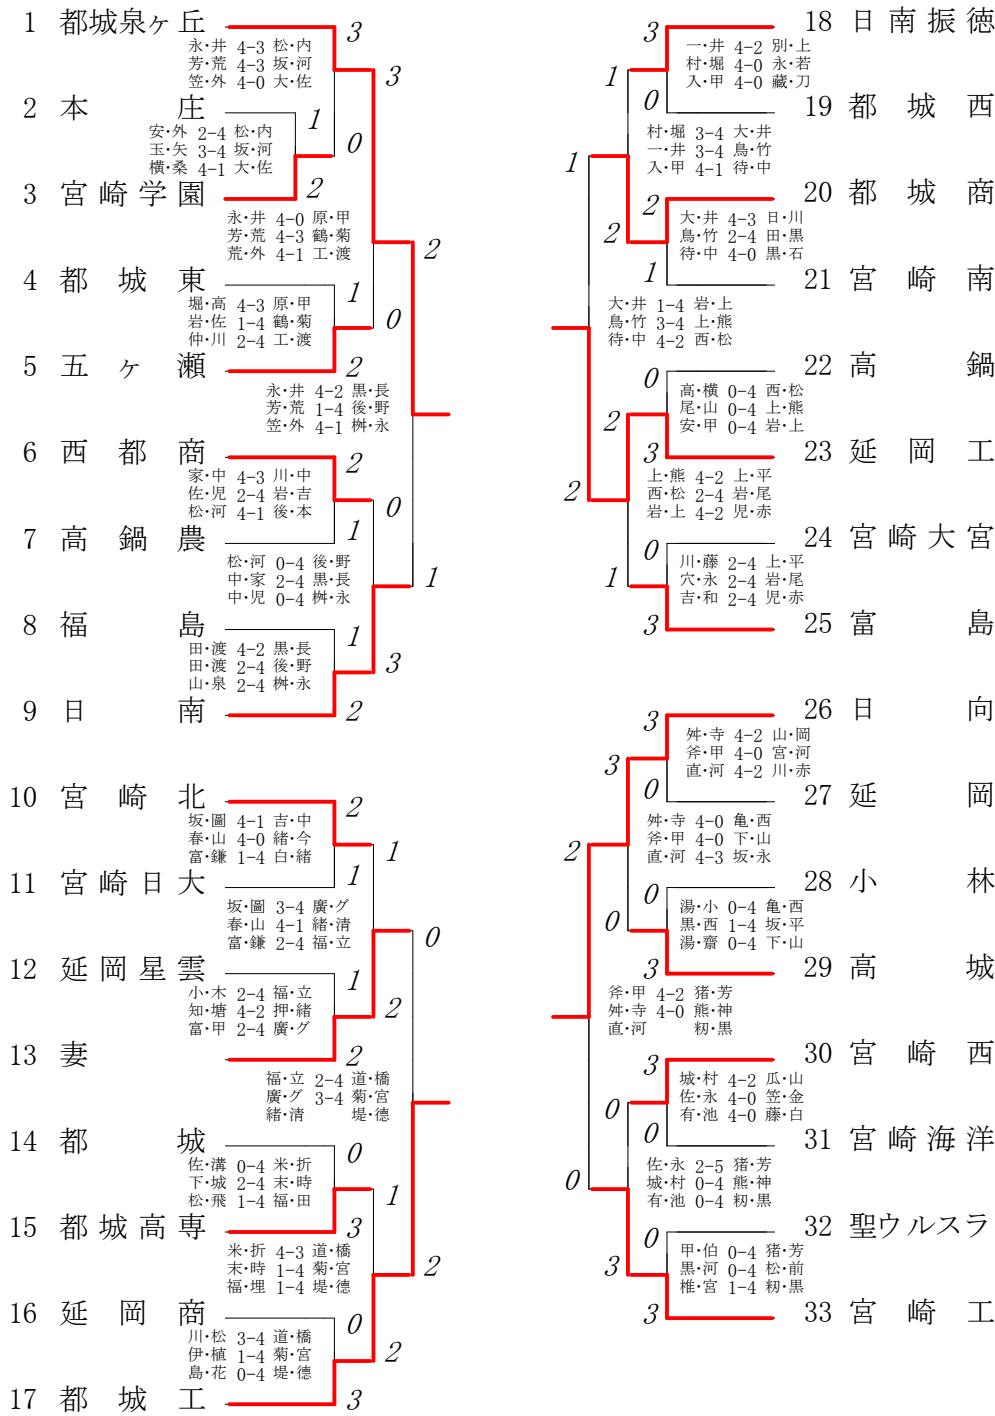 1 都城泉ヶ丘
3
永・井 4-3 松・内
芳・荒 4-3 坂・河
笠・外 4-0 大・佐
3
2 本庄
1
安・外 2-4 松・内
玉・矢 3-4 坂・河
横・桑 4-1 大・佐
0
3 宮崎学園
2
永・井 4-0 原・甲
芳・荒 4-3 鶴・菊
荒・外 4-1 工・渡
2
4 都城東
1
堀・高 4-3 原・甲
岩・佐 1-4 鶴・菊
仲・川 2-4 工・渡
0
5 五ヶ瀬
2
永・井 4-2 黒・長
芳・荒 1-4 後・野
笠・外 4-1 桝・永
6 西都商
2
家・中 4-3 川・中
佐・児 2-4 岩・吉
松・河 4-1 後・本
0
7 高鍋農
1
松・河 0-4 後・野
中・家 2-4 黒・長
中・児 0-4 桝・永
1
8 福島
1
田・渡 4-2 黒・長
田・渡 2-4 後・野
山・泉 2-4 桝・永
3
9 日南
2
10 宮崎北
2
坂・圖 4-1 吉・中
春・山 4-0 緒・今
富・鎌 1-4 白・緒
1
11 宮崎日大
1
坂・圖 3-4 廣・グ
春・山 4-1 緒・清
富・鎌 2-4 福・立
0
12 延岡星雲
1
小・木 2-4 福・立
知・塘 4-2 押・緒
富・甲 2-4 廣・グ
2
13 妻
2
福・立 2-4 道・橋
廣・グ 3-4 菊・宮
緒・清 堤・德
14 都城
0
佐・溝 0-4 米・折
下・城 2-4 末・時
松・飛 1-4 福・田
1
15 都城高専
3
米・折 4-3 道・橋
末・時 1-4 菊・宮
福・埋 1-4 堤・德
2
16 延岡商
0
川・松 3-4 道・橋
伊・植 1-4 菊・宮
島・花 0-4 堤・德
2
17 都城工
3
18 日南振徳
3
一・井 4-2 別・上
村・堀 4-0 永・若
入・甲 4-0 藏・刀
1
19 都城西
0
村・堀 3-4 大・井
一・井 3-4 鳥・竹
入・甲 4-1 待・中
1
20 都城商
2
大・井 4-3 日・川
鳥・竹 2-4 田・黒
待・中 4-0 黒・石
2
21 宮崎南
1
大・井 1-4 岩・上
鳥・竹 3-4 上・熊
待・中 4-2 西・松
22 高鍋
0
高・横 0-4 西・松
尾・山 0-4 上・熊
安・甲 0-4 岩・上
2
23 延岡工
3
上・熊 4-2 上・平
西・松 2-4 岩・尾
岩・上 4-2 児・赤
2
24 宮崎大宮
0
川・藤 2-4 上・平
穴・永 2-4 岩・尾
吉・和 2-4 児・赤
1
25 富島
3
26 日向
3
舛・寺 4-2 山・岡
斧・甲 4-0 宮・河
直・河 4-2 川・赤
3
27 延岡
0
舛・寺 4-0 亀・西
斧・甲 4-0 下・山
直・河 4-3 坂・永
2
28 小林
0
湯・小 0-4 亀・西
黒・西 1-4 坂・平
湯・齋 0-4 下・山
0
29 高城
3
斧・甲 4-2 猪・芳
舛・寺 4-0 熊・神
直・河 籾・黒
30 宮崎西
3
城・村 4-2 瓜・山
佐・永 4-0 笠・金
有・池 4-0 藤・白
0
31 宮崎海洋
0
佐・永 2-5 猪・芳
城・村 0-4 熊・神
有・池 0-4 籾・黒
0
32 聖ウルスラ
0
甲・伯 0-4 猪・芳
黒・河 0-4 松・前
椎・宮 1-4 籾・黒
3
33 宮崎工
3